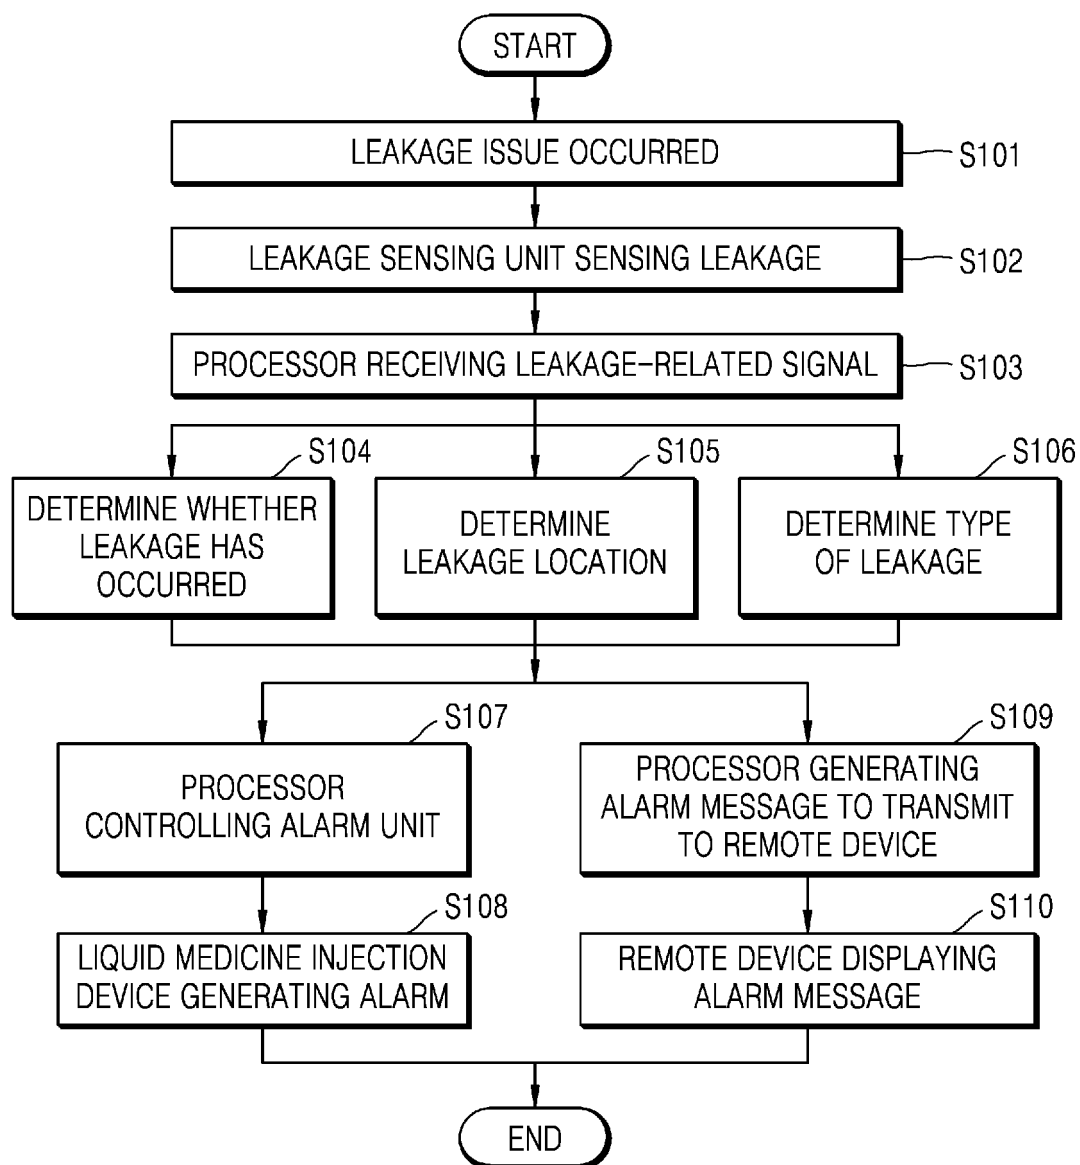 START
LEAKAGE ISSUE OCCURRED
S101
LEAKAGE SENSING UNIT SENSING LEAKAGE
S102
PROCESSOR RECEIVING LEAKAGE-RELATED SIGNAL
S103
S104
DETERMINE WHETHER
LEAKAGE HAS
OCCURRED
S105
DETERMINE
LEAKAGE LOCATION
S106
DETERMINE TYPE
OF LEAKAGE
S107
PROCESSOR
CONTROLLING ALARM UNIT
S109
PROCESSOR GENERATING
ALARM MESSAGE TO TRANSMIT
TO REMOTE DEVICE
S108
LIQUID MEDICINE INJECTION
DEVICE GENERATING ALARM
S110
REMOTE DEVICE DISPLAYING
ALARM MESSAGE
END